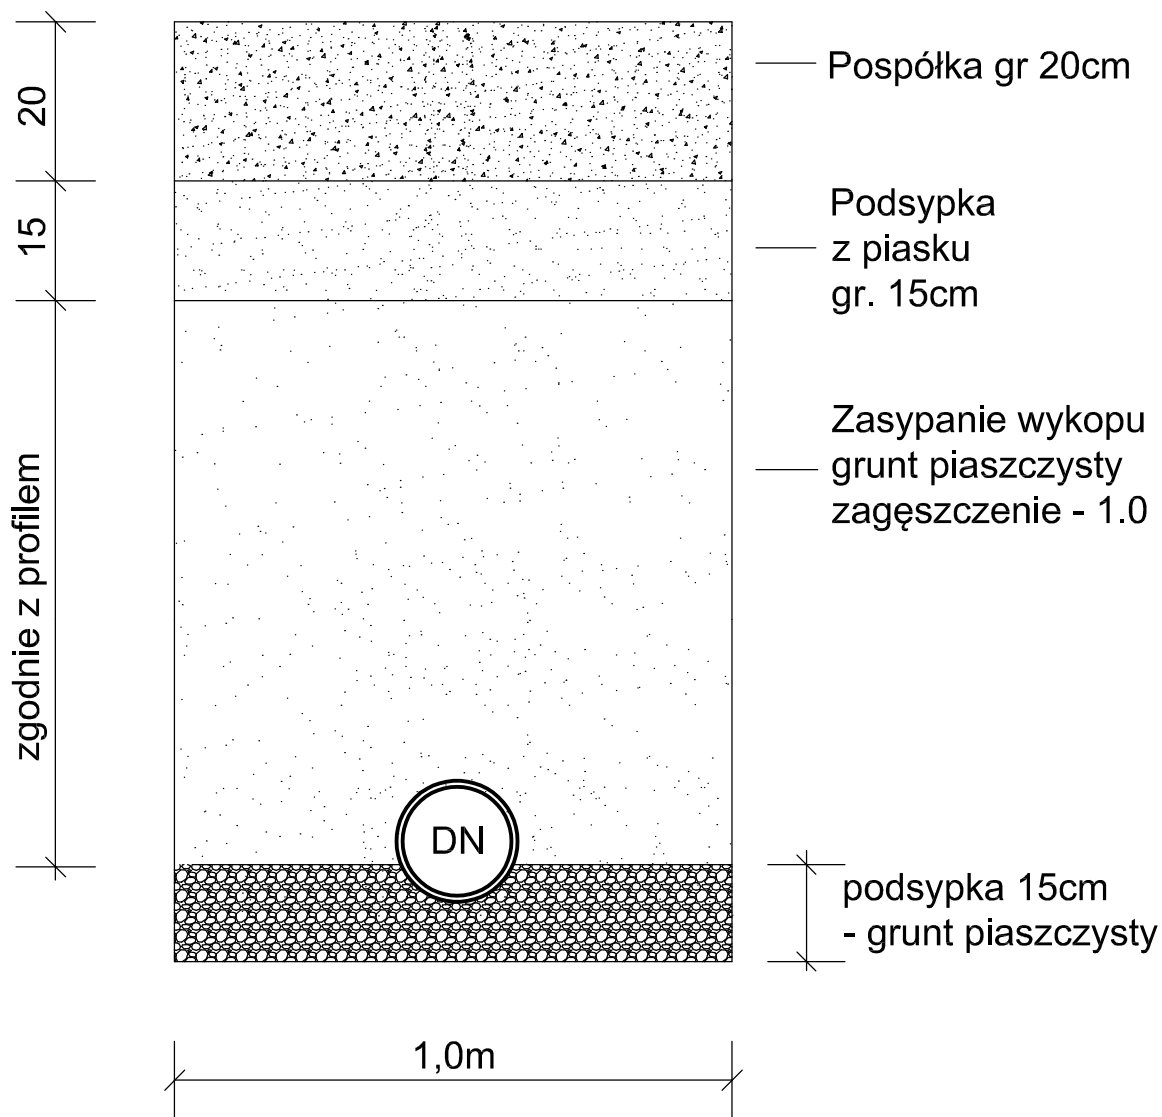 Pospółka gr 20cm
20
Podsypka
z piasku
gr. 15cm
15
Zasypanie wykopu
grunt piaszczysty
zagęszczenie - 1.0
zgodnie z profilem
DN
podsypka 15cm
- grunt piaszczysty
1,0m